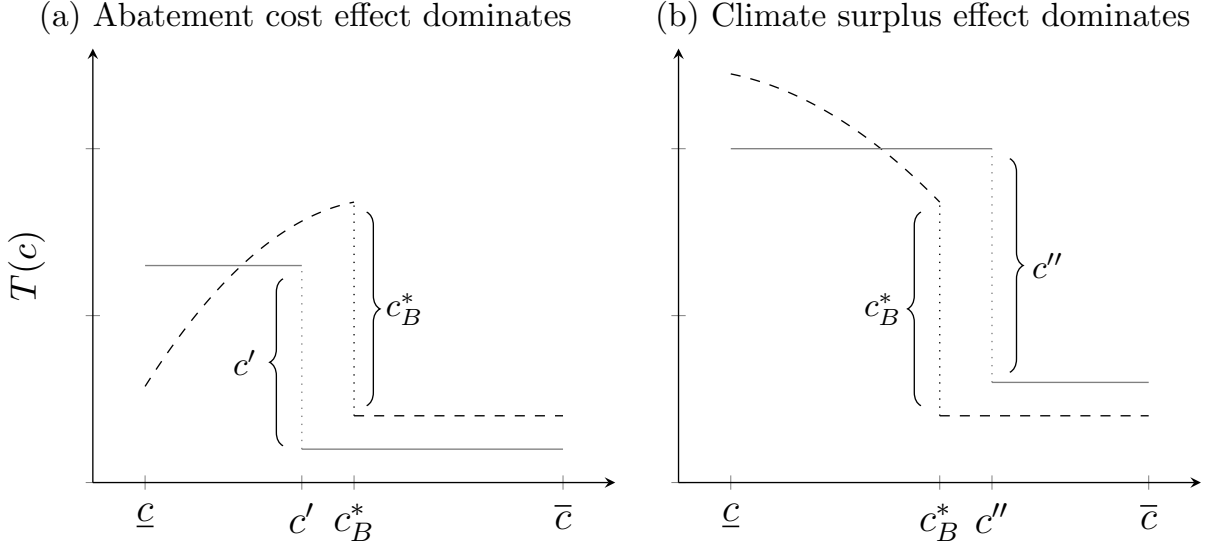 (a) Abatement cost effect dominates
(b) Climate surplus effect dominates
T(c)
c′
c*_B
c̲ c′ c*_B c̅
c*_B
c″
c̲ c*_B c″ c̅